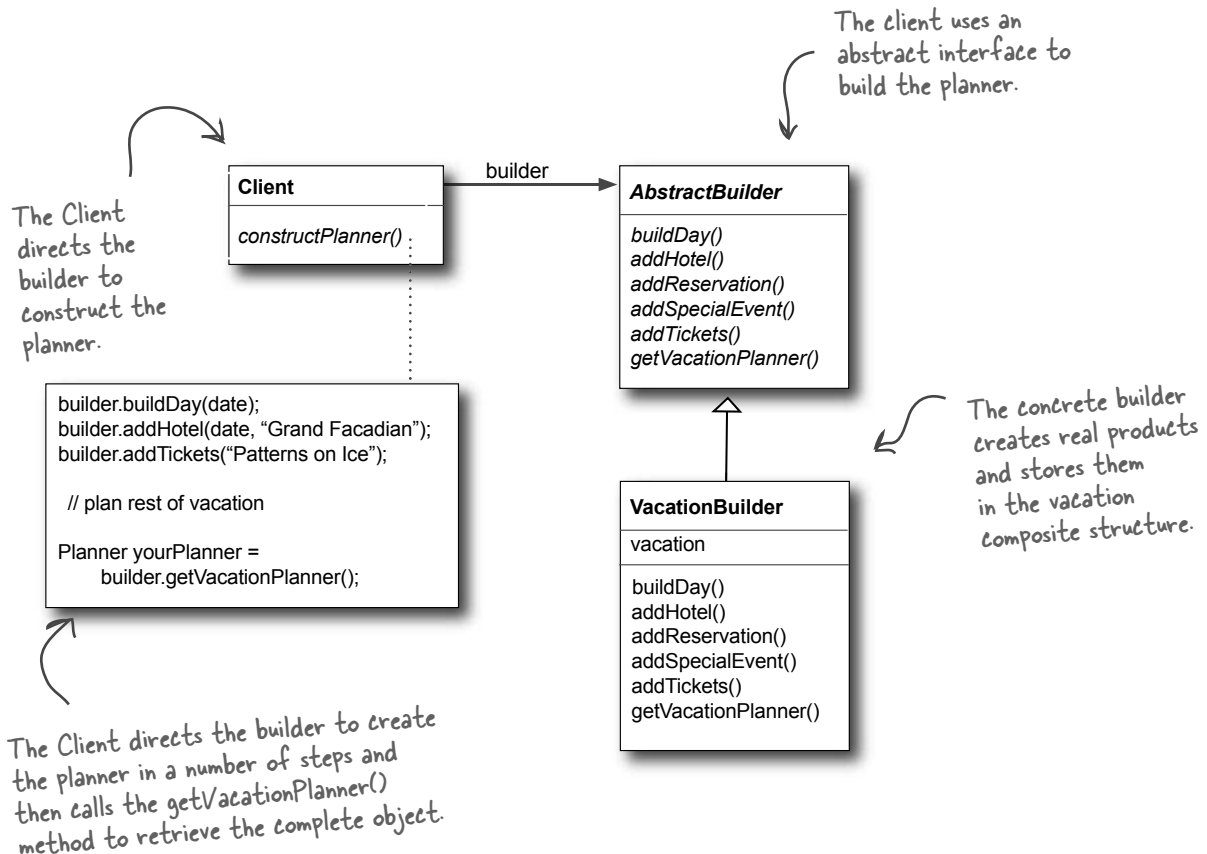 The client uses an
abstract interface to
build the planner.
The Client
directs the
builder to
construct the
planner.
Client
constructPlanner()
builder
AbstractBuilder
buildDay()
addHotel()
addReservation()
addSpecialEvent()
addTickets()
getVacationPlanner()
builder.buildDay(date);
builder.addHotel(date, “Grand Facadian”);
builder.addTickets(“Patterns on Ice”);
// plan rest of vacation
Planner yourPlanner =
builder.getVacationPlanner();
The concrete builder
creates real products
and stores them
in the vacation
composite structure.
VacationBuilder
vacation
buildDay()
addHotel()
addReservation()
addSpecialEvent()
addTickets()
getVacationPlanner()
The Client directs the builder to create
the planner in a number of steps and
then calls the getVacationPlanner()
method to retrieve the complete object.